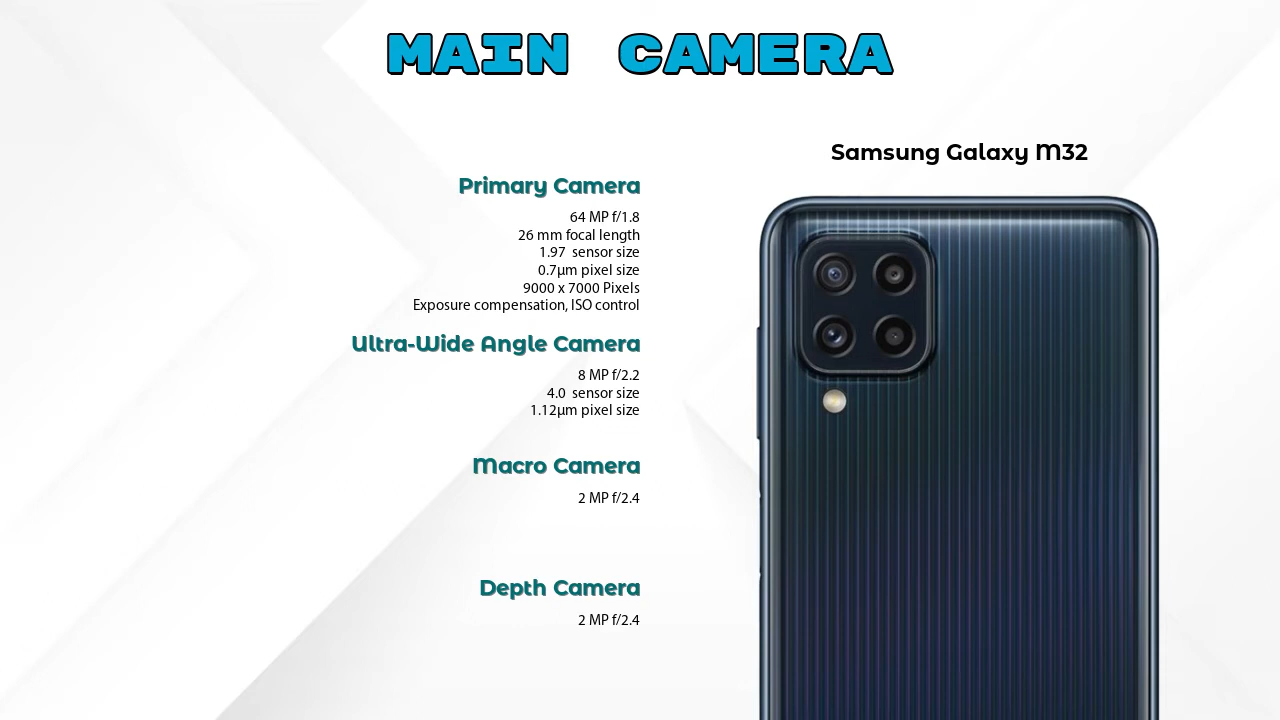 MAIN CAMERA
Samsung Galaxy M32
Primary Camera
64 MP f/1.8
26 mm focal length
1.97  sensor size
0.7µm pixel size
9000 x 7000 Pixels
Exposure compensation, ISO control
Ultra-Wide Angle Camera
8 MP f/2.2
4.0  sensor size
1.12µm pixel size
Macro Camera
2 MP f/2.4
Depth Camera
2 MP f/2.4